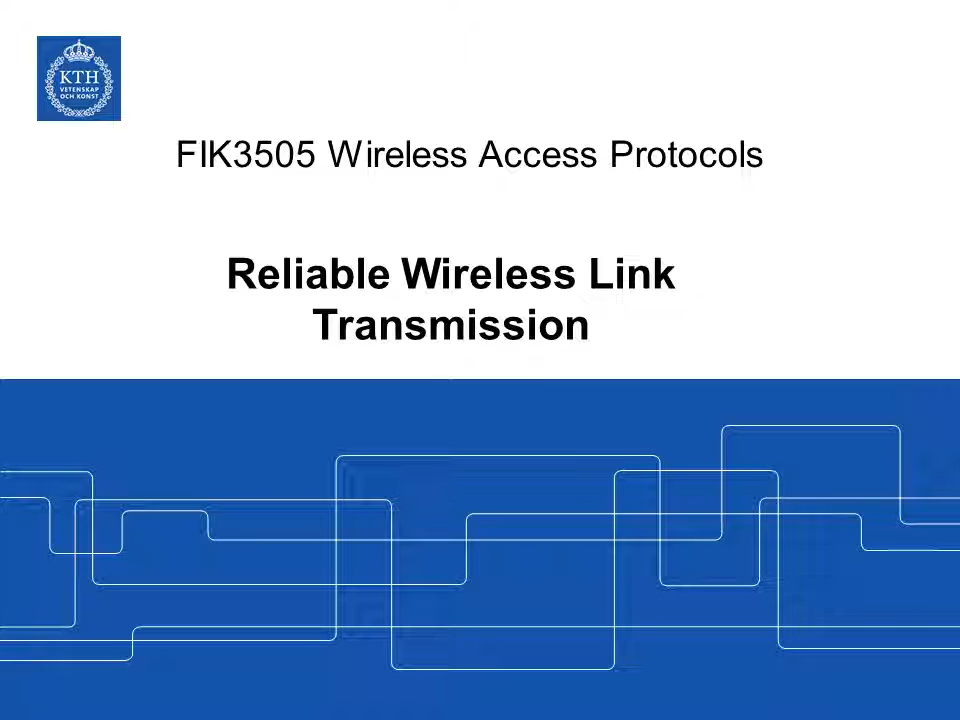 KTH
VETENSKAP
OCH KONST
FIK3505 Wireless Access Protocols
Reliable Wireless Link
Transmission